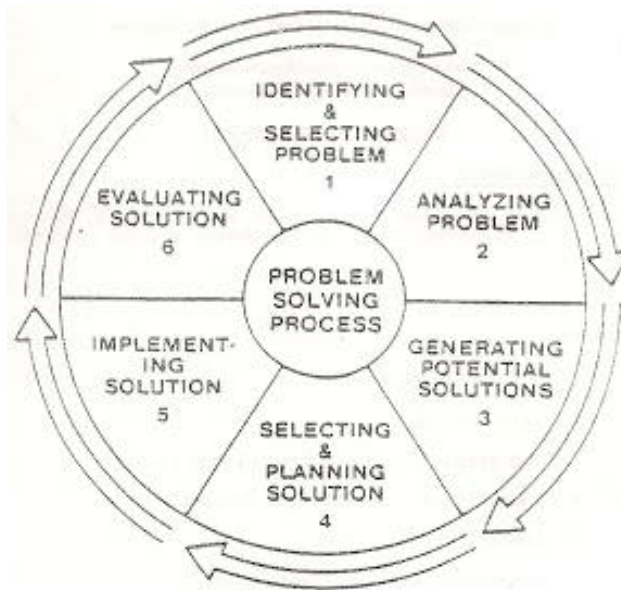 IDENTIFYING
&
SELECTING
PROBLEM
1
ANALYZING
PROBLEM
2
GENERATING
POTENTIAL
SOLUTIONS
3
SELECTING
&
PLANNING
SOLUTION
4
IMPLEMENT-
ING
SOLUTION
5
EVALUATING
SOLUTION
6
PROBLEM
SOLVING
PROCESS